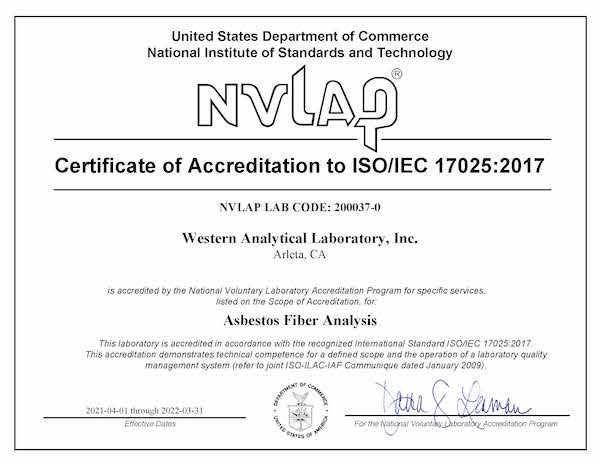 United States Department of Commerce
National Institute of Standards and Technology
NVLAP®
Certificate of Accreditation to ISO/IEC 17025:2017
NVLAP LAB CODE: 200037-0
Western Analytical Laboratory, Inc.
Arleta, CA
is accredited by the National Voluntary Laboratory Accreditation Program for specific services,
listed on the Scope of Accreditation, for:
Asbestos Fiber Analysis
This laboratory is accredited in accordance with the recognized International Standard ISO/IEC 17025:2017.
This accreditation demonstrates technical competence for a defined scope and the operation of a laboratory quality
management system (refer to joint ISO-ILAC-IAF Communique dated January 2009).
2021-04-01 through 2022-03-31
Effective Dates
DEPARTMENT OF COMMERCE
UNITED STATES OF AMERICA
For the National Voluntary Laboratory Accreditation Program